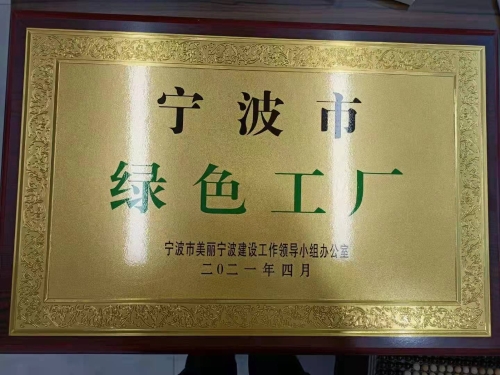 宁波市
绿色工厂
宁波市美丽宁波建设工作领导小组办公室
二〇二一年四月